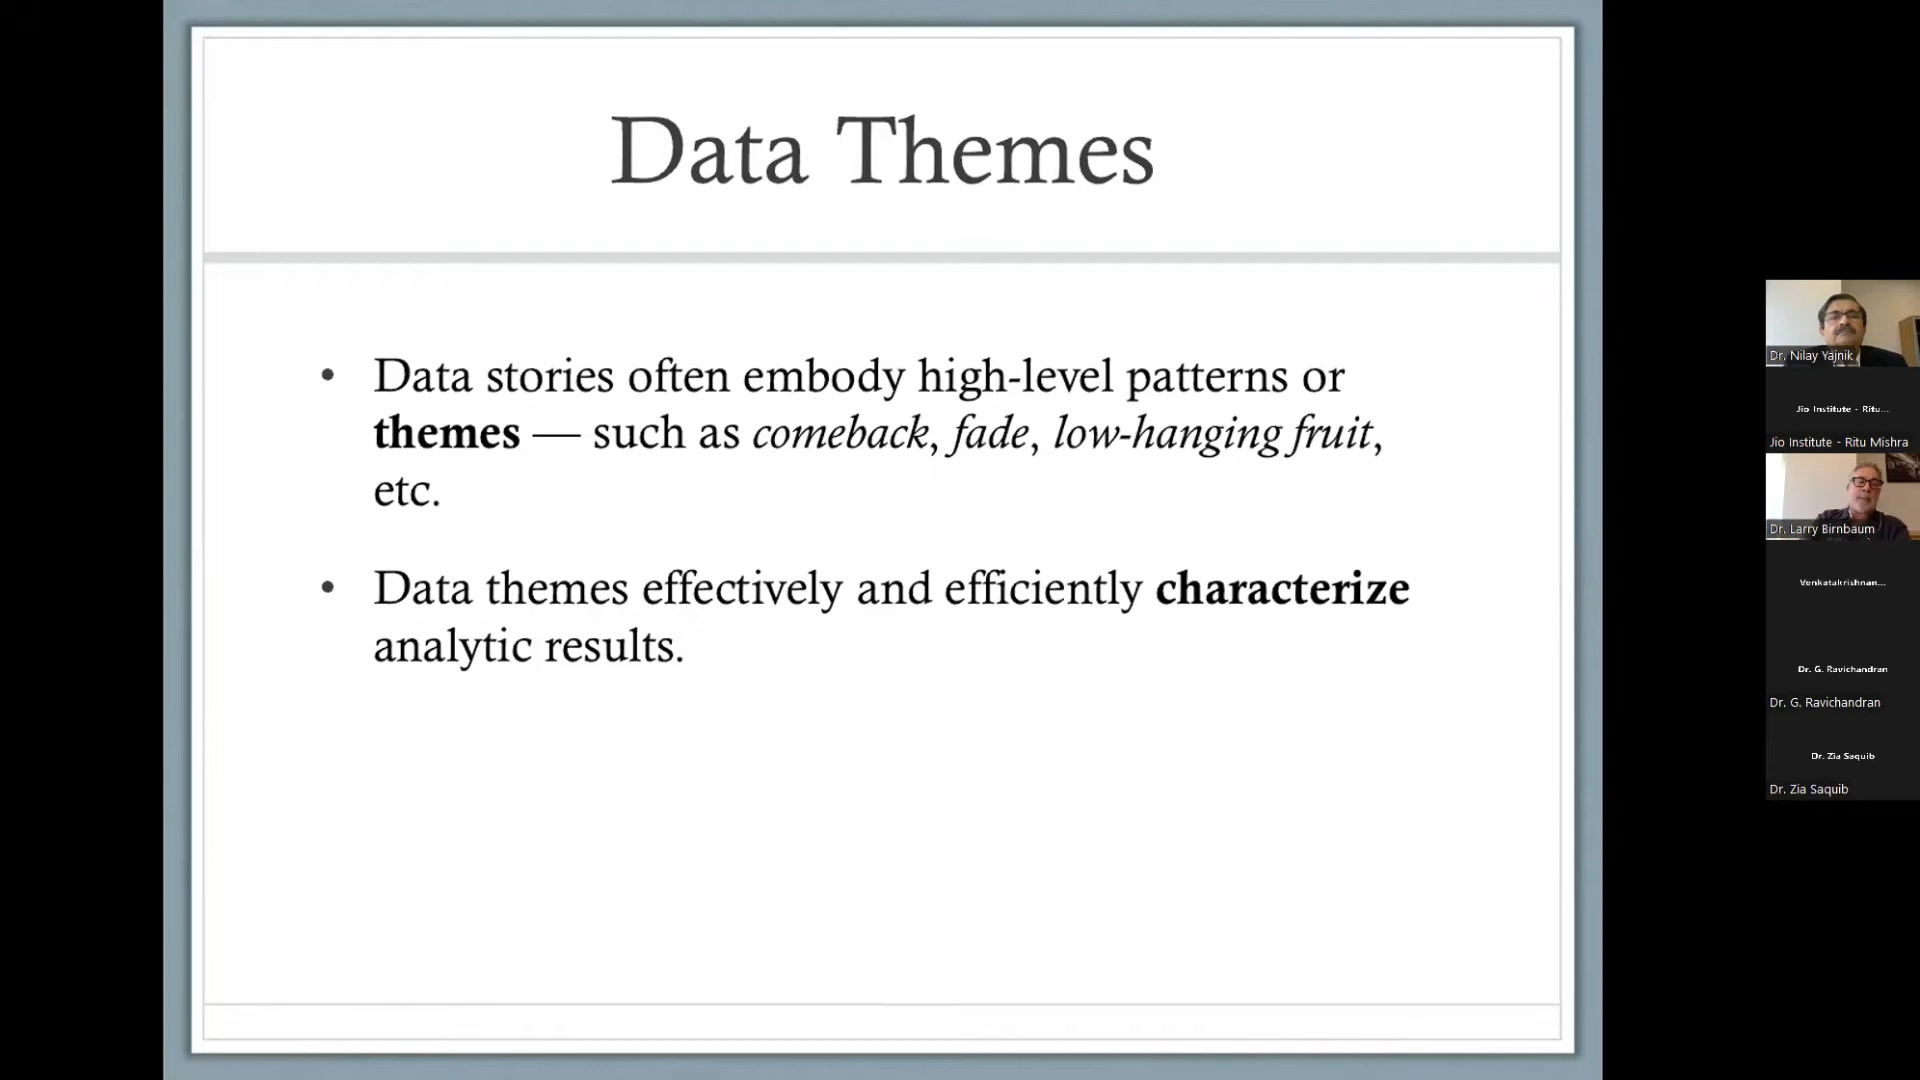 Data Themes
• Data stories often embody high-level patterns or
themes — such as comeback, fade, low-hanging fruit,
etc.
• Data themes effectively and efficiently characterize
analytic results.
Dr. Nilay Yajnik
Jio Institute - Ritu...
Jio Institute - Ritu Mishra
Dr. Larry Birnbaum
Venkatakrishnan...
Dr. G. Ravichandran
Dr. G. Ravichandran
Dr. Zia Saquib
Dr. Zia Saquib